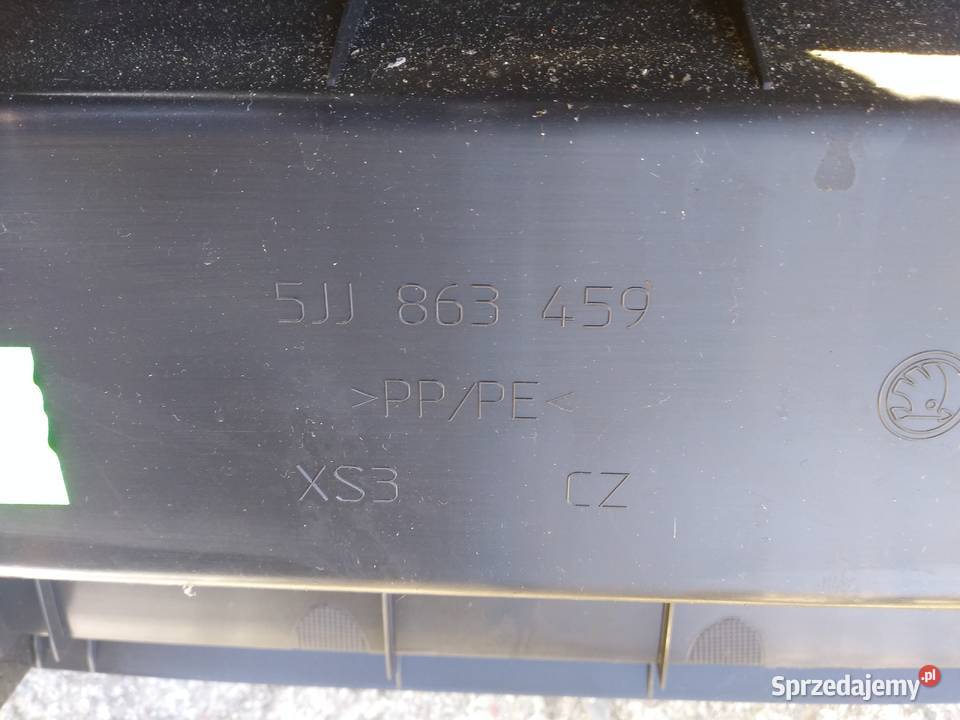 5JJ 863 459
>PP/PE<
XS3 CZ
Sprzedajemy.pl